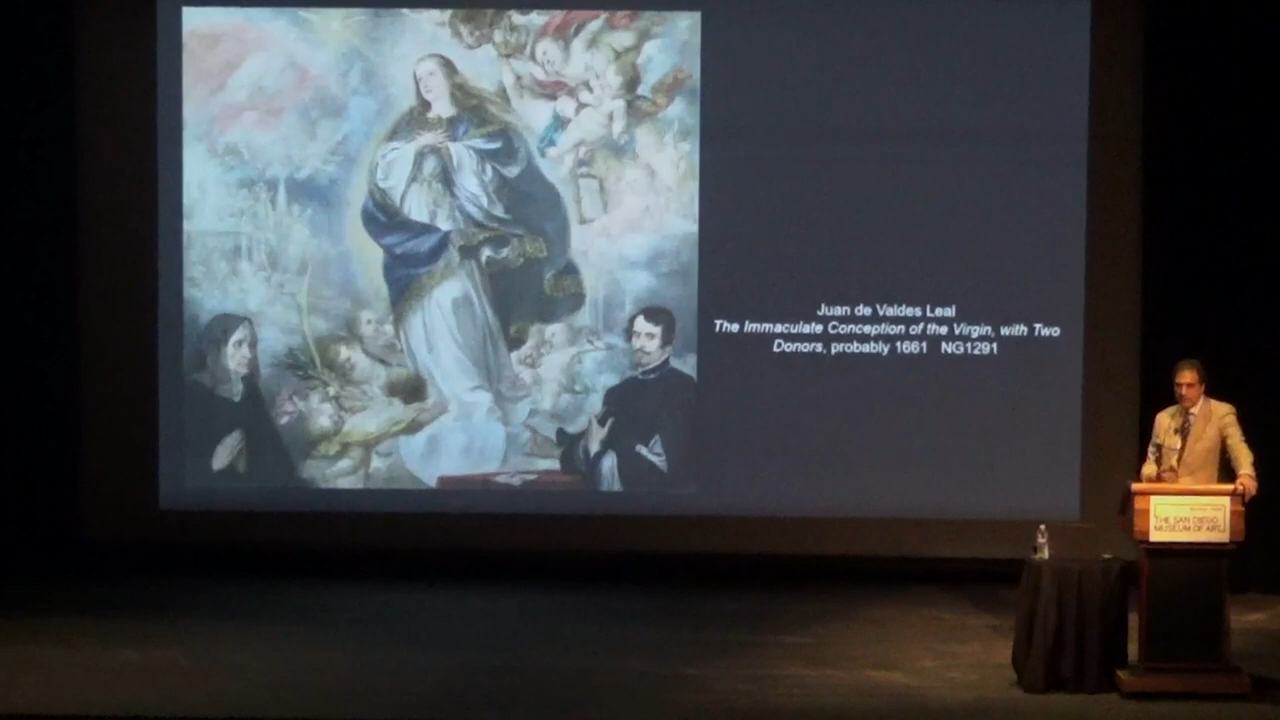 Juan de Valdes Leal
The Immaculate Conception of the Virgin, with Two
Donors, probably 1661 NG1291
THE SAN DIEGO
MUSEUM OF ART